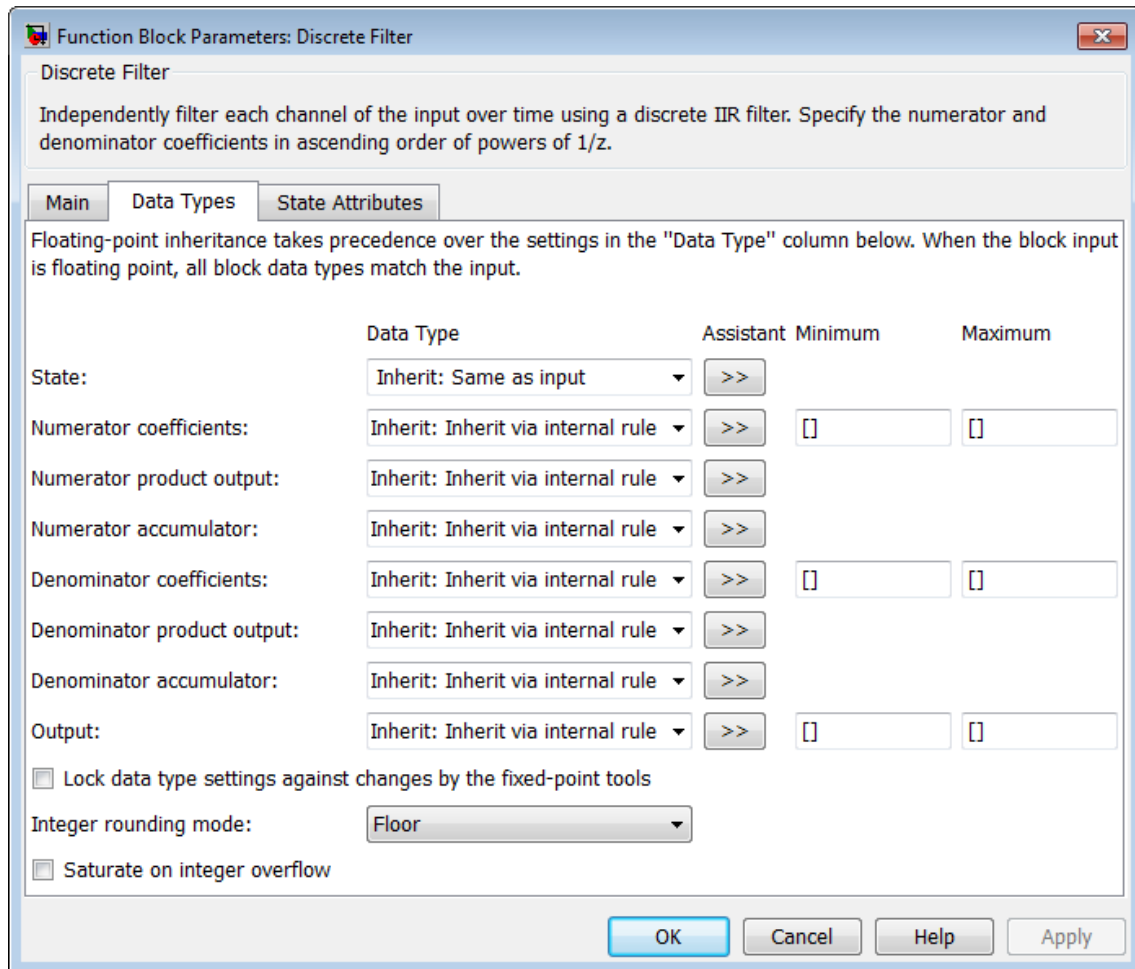 Function Block Parameters: Discrete Filter
Discrete Filter
Independently filter each channel of the input over time using a discrete IIR filter. Specify the numerator and
denominator coefficients in ascending order of powers of 1/z.
Main Data Types State Attributes
Floating-point inheritance takes precedence over the settings in the "Data Type" column below. When the block input
is floating point, all block data types match the input.
Data Type Assistant Minimum Maximum
State: Inherit: Same as input >>
Numerator coefficients: Inherit: Inherit via internal rule >> [] []
Numerator product output: Inherit: Inherit via internal rule >>
Numerator accumulator: Inherit: Inherit via internal rule >>
Denominator coefficients: Inherit: Inherit via internal rule >> [] []
Denominator product output: Inherit: Inherit via internal rule >>
Denominator accumulator: Inherit: Inherit via internal rule >>
Output: Inherit: Inherit via internal rule >> [] []
Lock data type settings against changes by the fixed-point tools
Integer rounding mode: Floor
Saturate on integer overflow
OK Cancel Help Apply